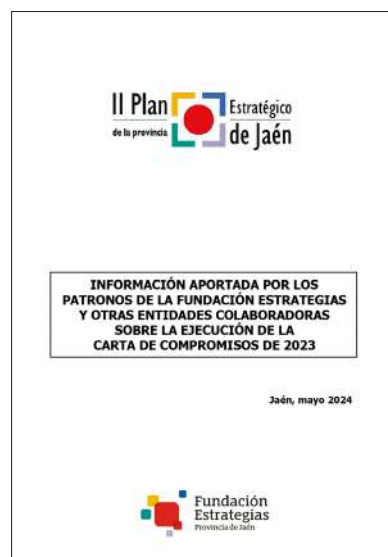 II Plan Estratégico
de la provincia de Jaén
INFORMACIÓN APORTADA POR LOS
PATRONOS DE LA FUNDACIÓN ESTRATEGIAS
Y OTRAS ENTIDADES COLABORADORAS
SOBRE LA EJECUCIÓN DE LA
CARTA DE COMPROMISOS DE 2023
Jaén, mayo 2024
Fundación
Estrategias
Provincia de Jaén